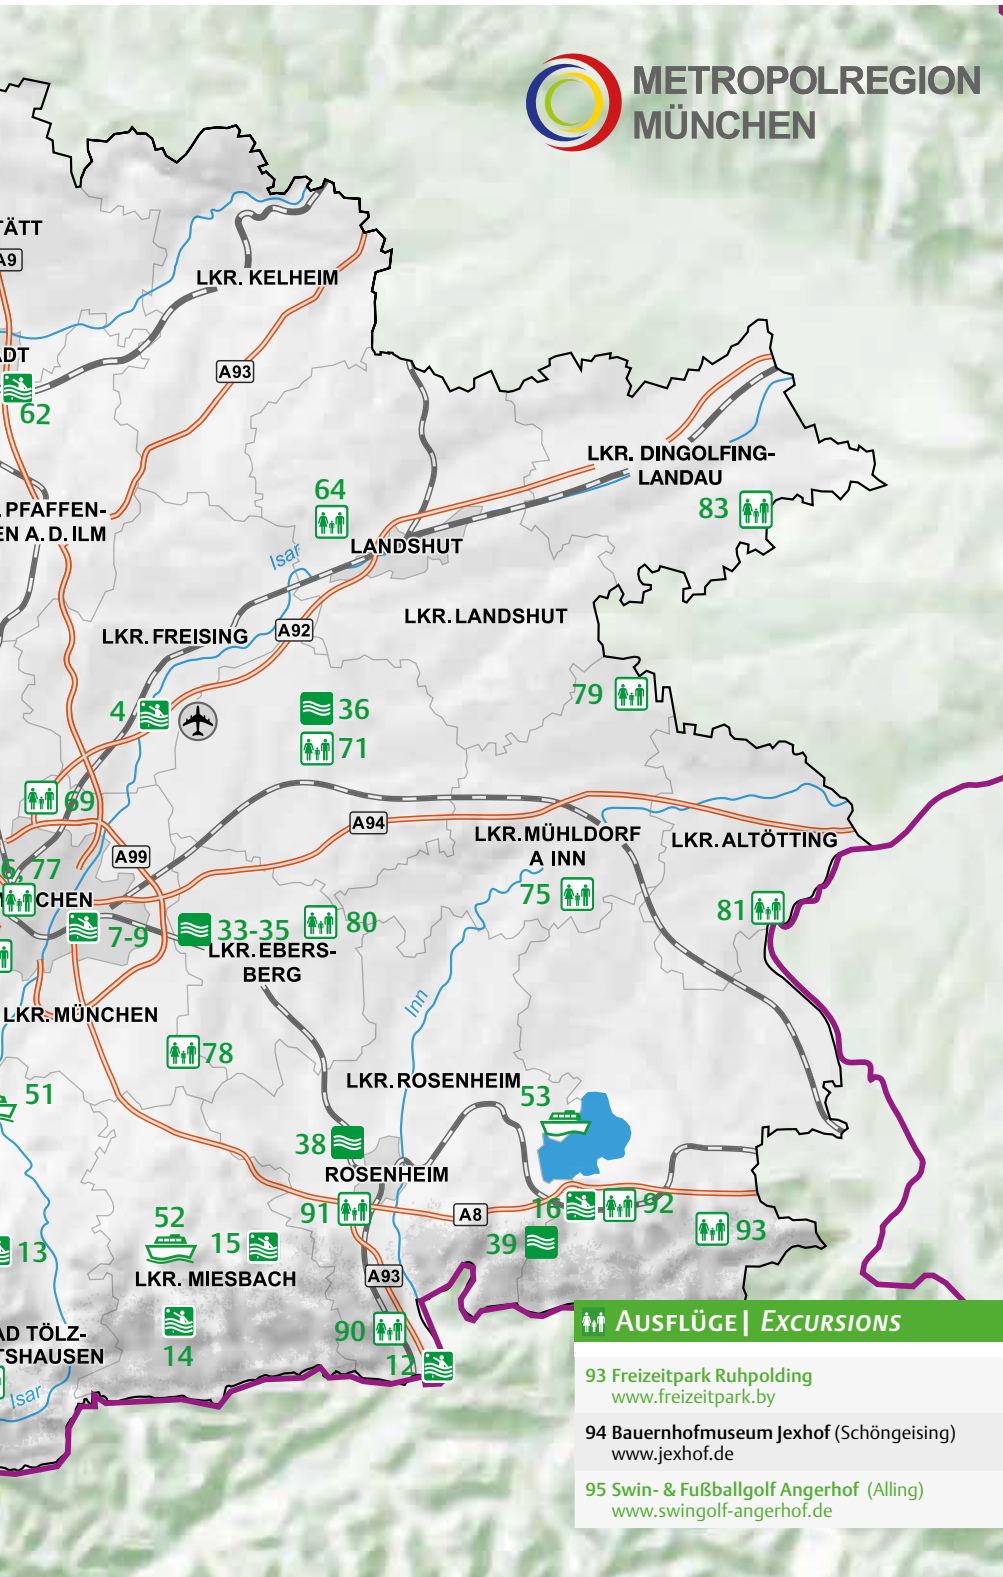 METROPOLREGION
MÜNCHEN
TÄTT
A9
LKR. KELHEIM
ADT
A93
62
LKR. DINGOLFING-
LANDAU
64
83
. PFAFFEN-
EN A. D. ILM
LANDSHUT
Isar
LKR. LANDSHUT
LKR. FREISING
A92
79
4
36
71
69
A94
LKR. MÜHLDORF
A INN
LKR. ALTÖTTING
A99
6, 77
CHEN
75
81
7-9
33-35
80
LKR. EBERS-
BERG
Inn
LKR. MÜNCHEN
78
LKR. ROSENHEIM
51
53
38
ROSENHEIM
91
A8
16
92
52
15
39
93
13
LKR. MIESBACH
A93
AD TÖLZ-
TSHAUSEN
14
90
12
Isar
AUSFLÜGE | EXCURSIONS
93 Freizeitpark Ruhpolding
www.freizeitpark.by
94 Bauernhofmuseum Jexhof (Schöngeising)
www.jexhof.de
95 Swin- & Fußballgolf Angerhof (Alling)
www.swingolf-angerhof.de